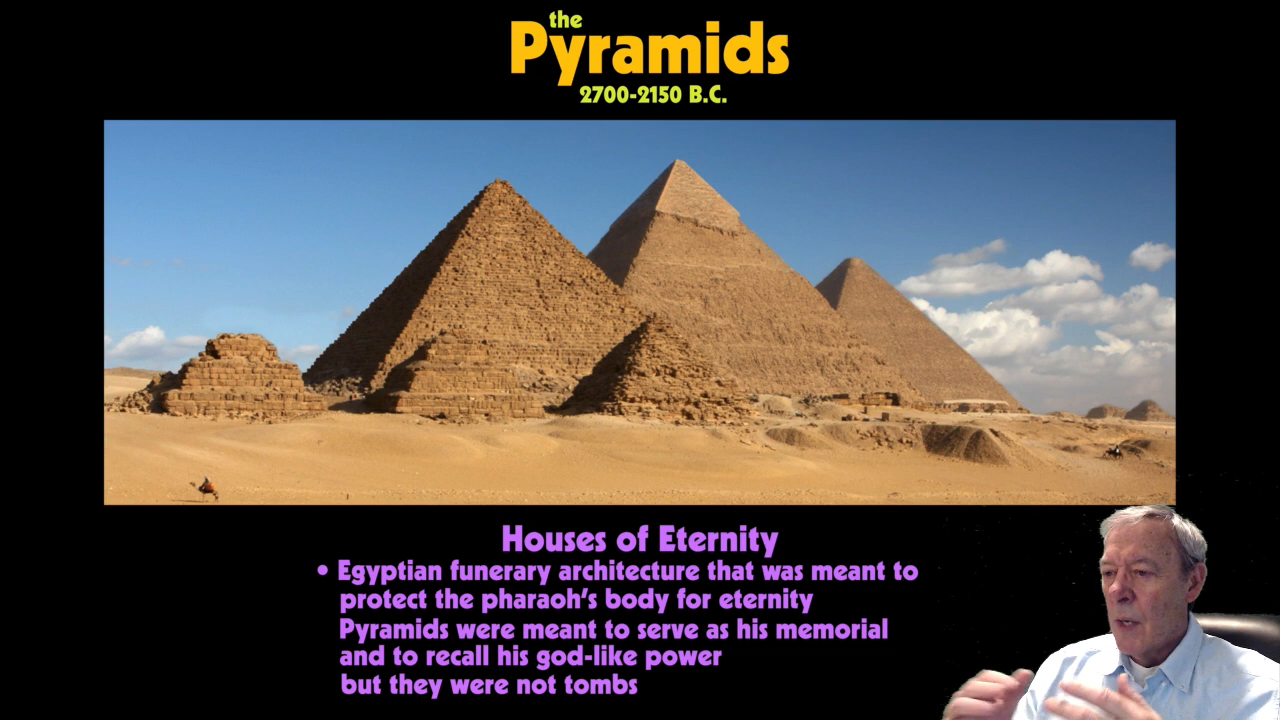 the
Pyramids
2700-2150 B.C.
Houses of Eternity
• Egyptian funerary architecture that was meant to
protect the pharaoh's body for eternity
Pyramids were meant to serve as his memorial
and to recall his god-like power
but they were not tombs